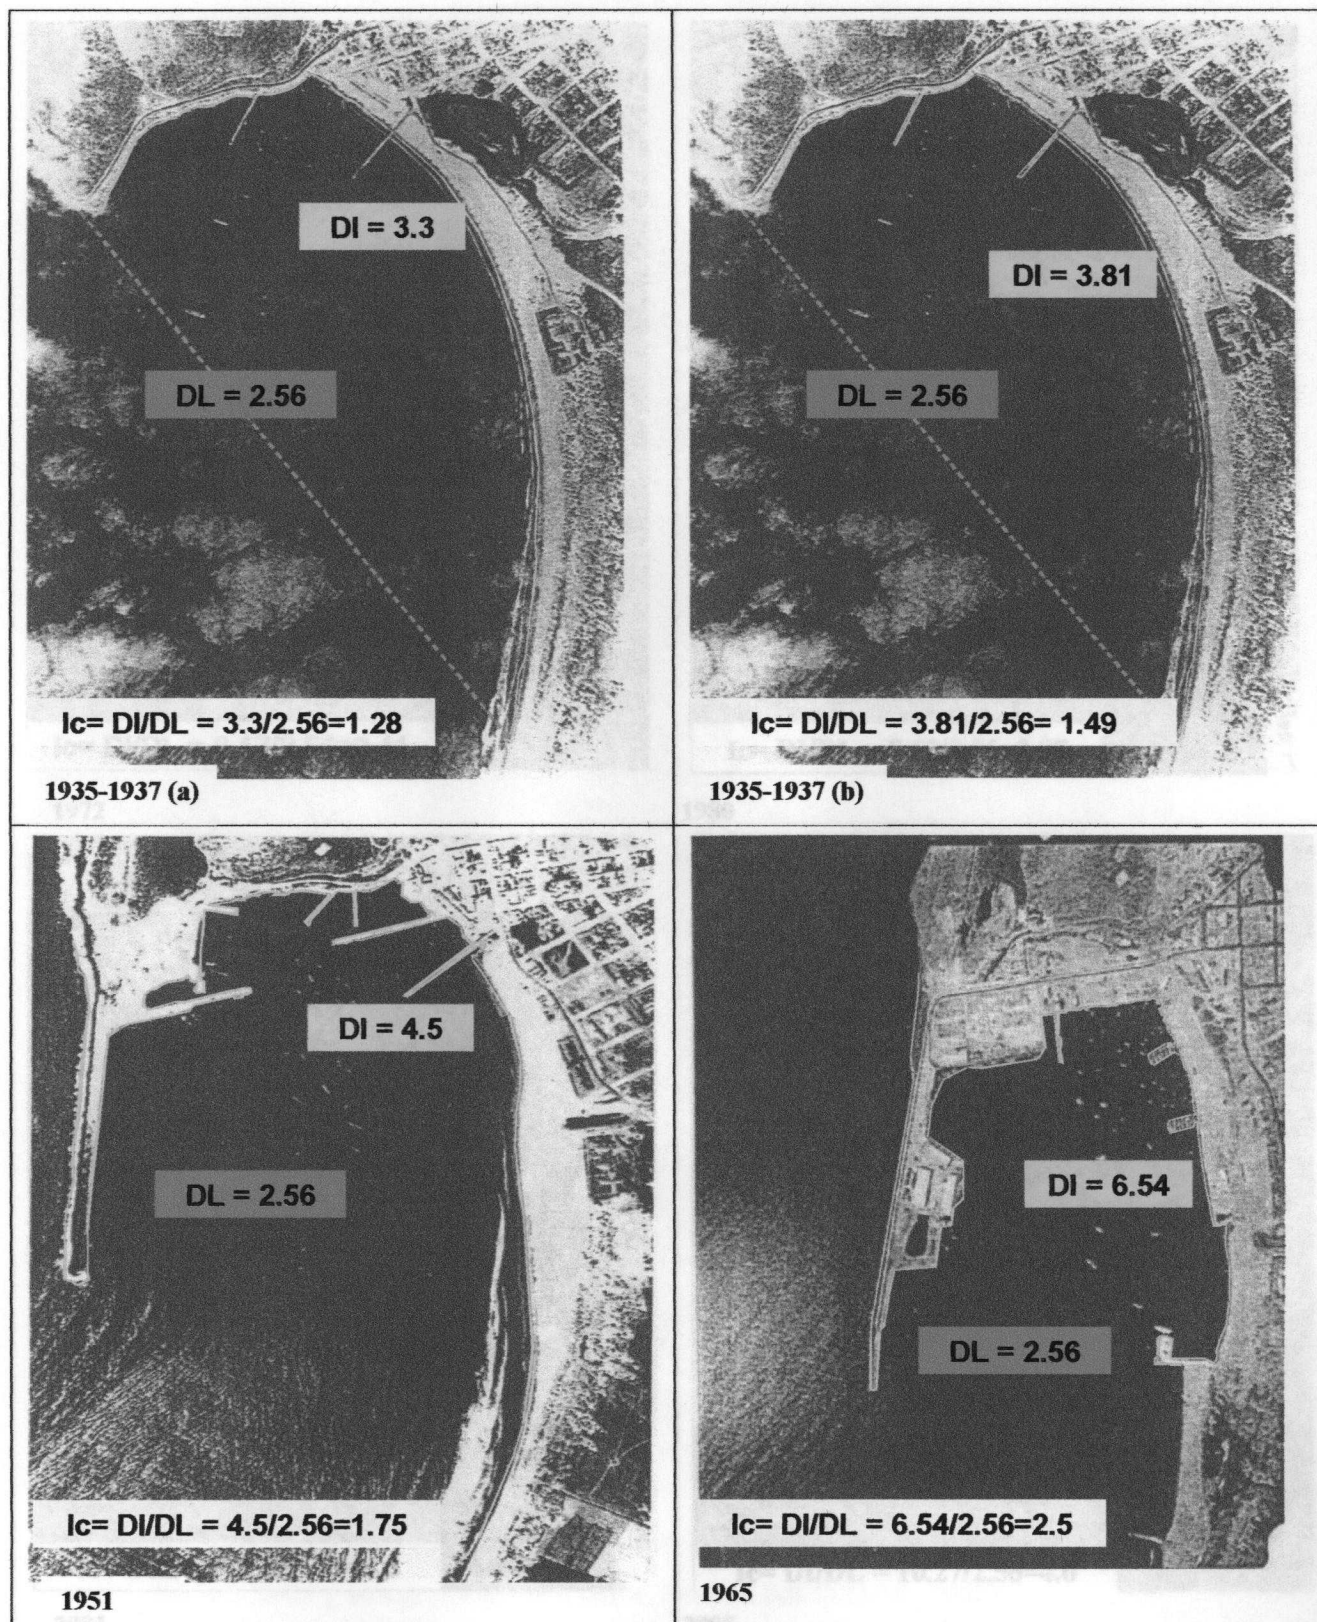 DI = 3.3
DL = 2.56
Ic= DI/DL = 3.3/2.56=1.28
1935-1937 (a)
DI = 3.81
DL = 2.56
Ic= DI/DL = 3.81/2.56= 1.49
1935-1937 (b)
DI = 4.5
DL = 2.56
Ic= DI/DL = 4.5/2.56=1.75
1951
DI = 6.54
DL = 2.56
Ic= DI/DL = 6.54/2.56=2.5
1965